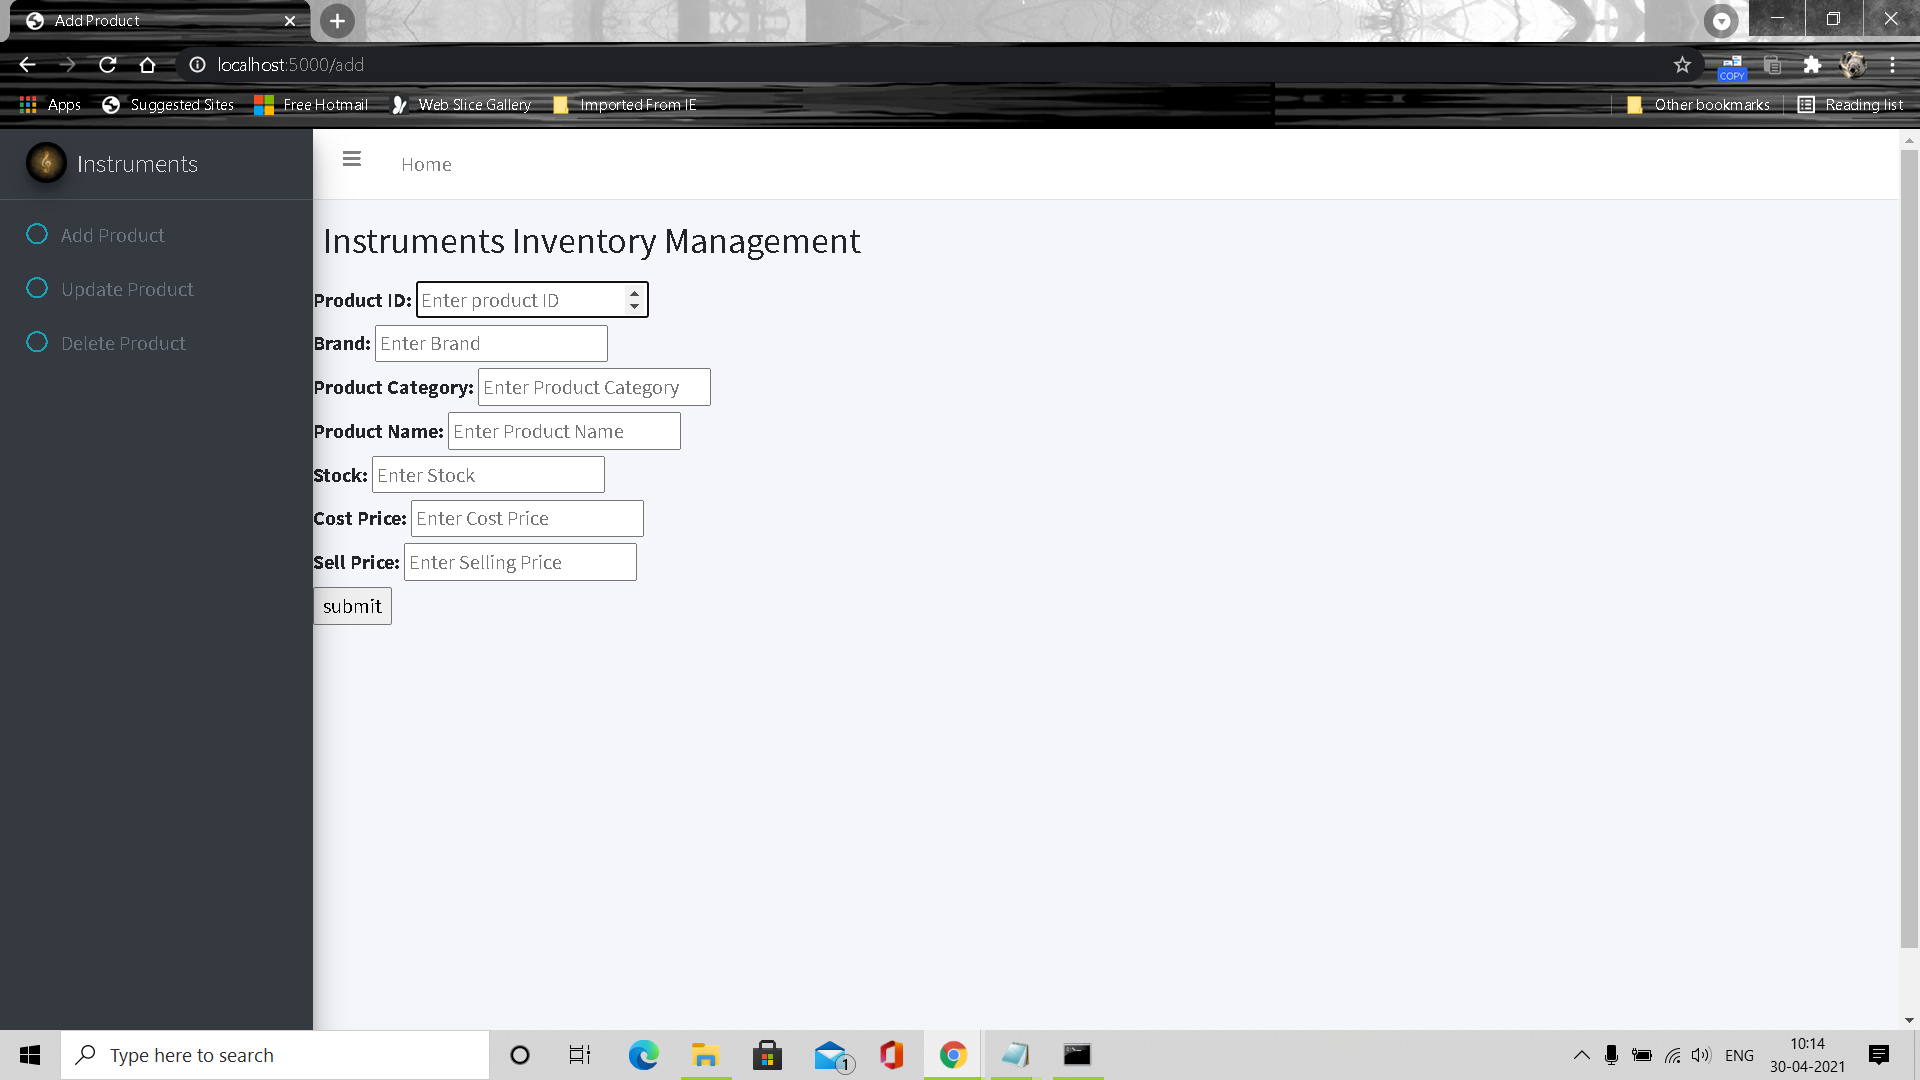 Add Product
localhost:5000/add
COPY
Apps Suggested Sites Free Hotmail Web Slice Gallery Imported From IE Other bookmarks Reading list
Instruments
Home
Add Product
Update Product
Delete Product
Instruments Inventory Management
Product ID: Enter product ID
Brand: Enter Brand
Product Category: Enter Product Category
Product Name: Enter Product Name
Stock: Enter Stock
Cost Price: Enter Cost Price
Sell Price: Enter Selling Price
submit
Type here to search
1
ENG
10:14
30-04-2021